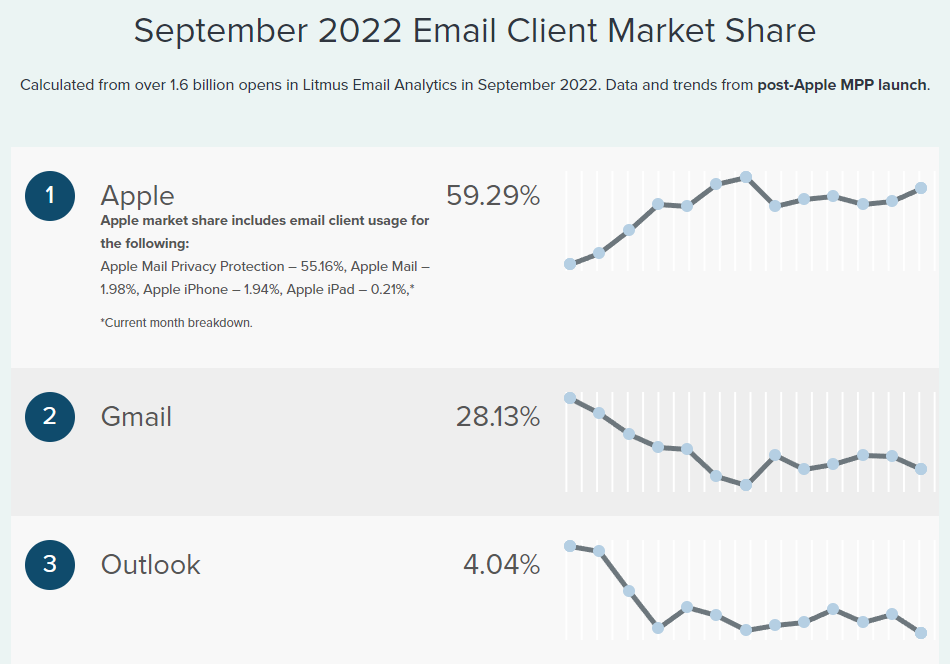 September 2022 Email Client Market Share
Calculated from over 1.6 billion opens in Litmus Email Analytics in September 2022. Data and trends from post-Apple MPP launch.
1
Apple
59.29%
Apple market share includes email client usage for
the following:
Apple Mail Privacy Protection – 55.16%, Apple Mail –
1.98%, Apple iPhone – 1.94%, Apple iPad – 0.21%,*
*Current month breakdown.
2
Gmail
28.13%
3
Outlook
4.04%